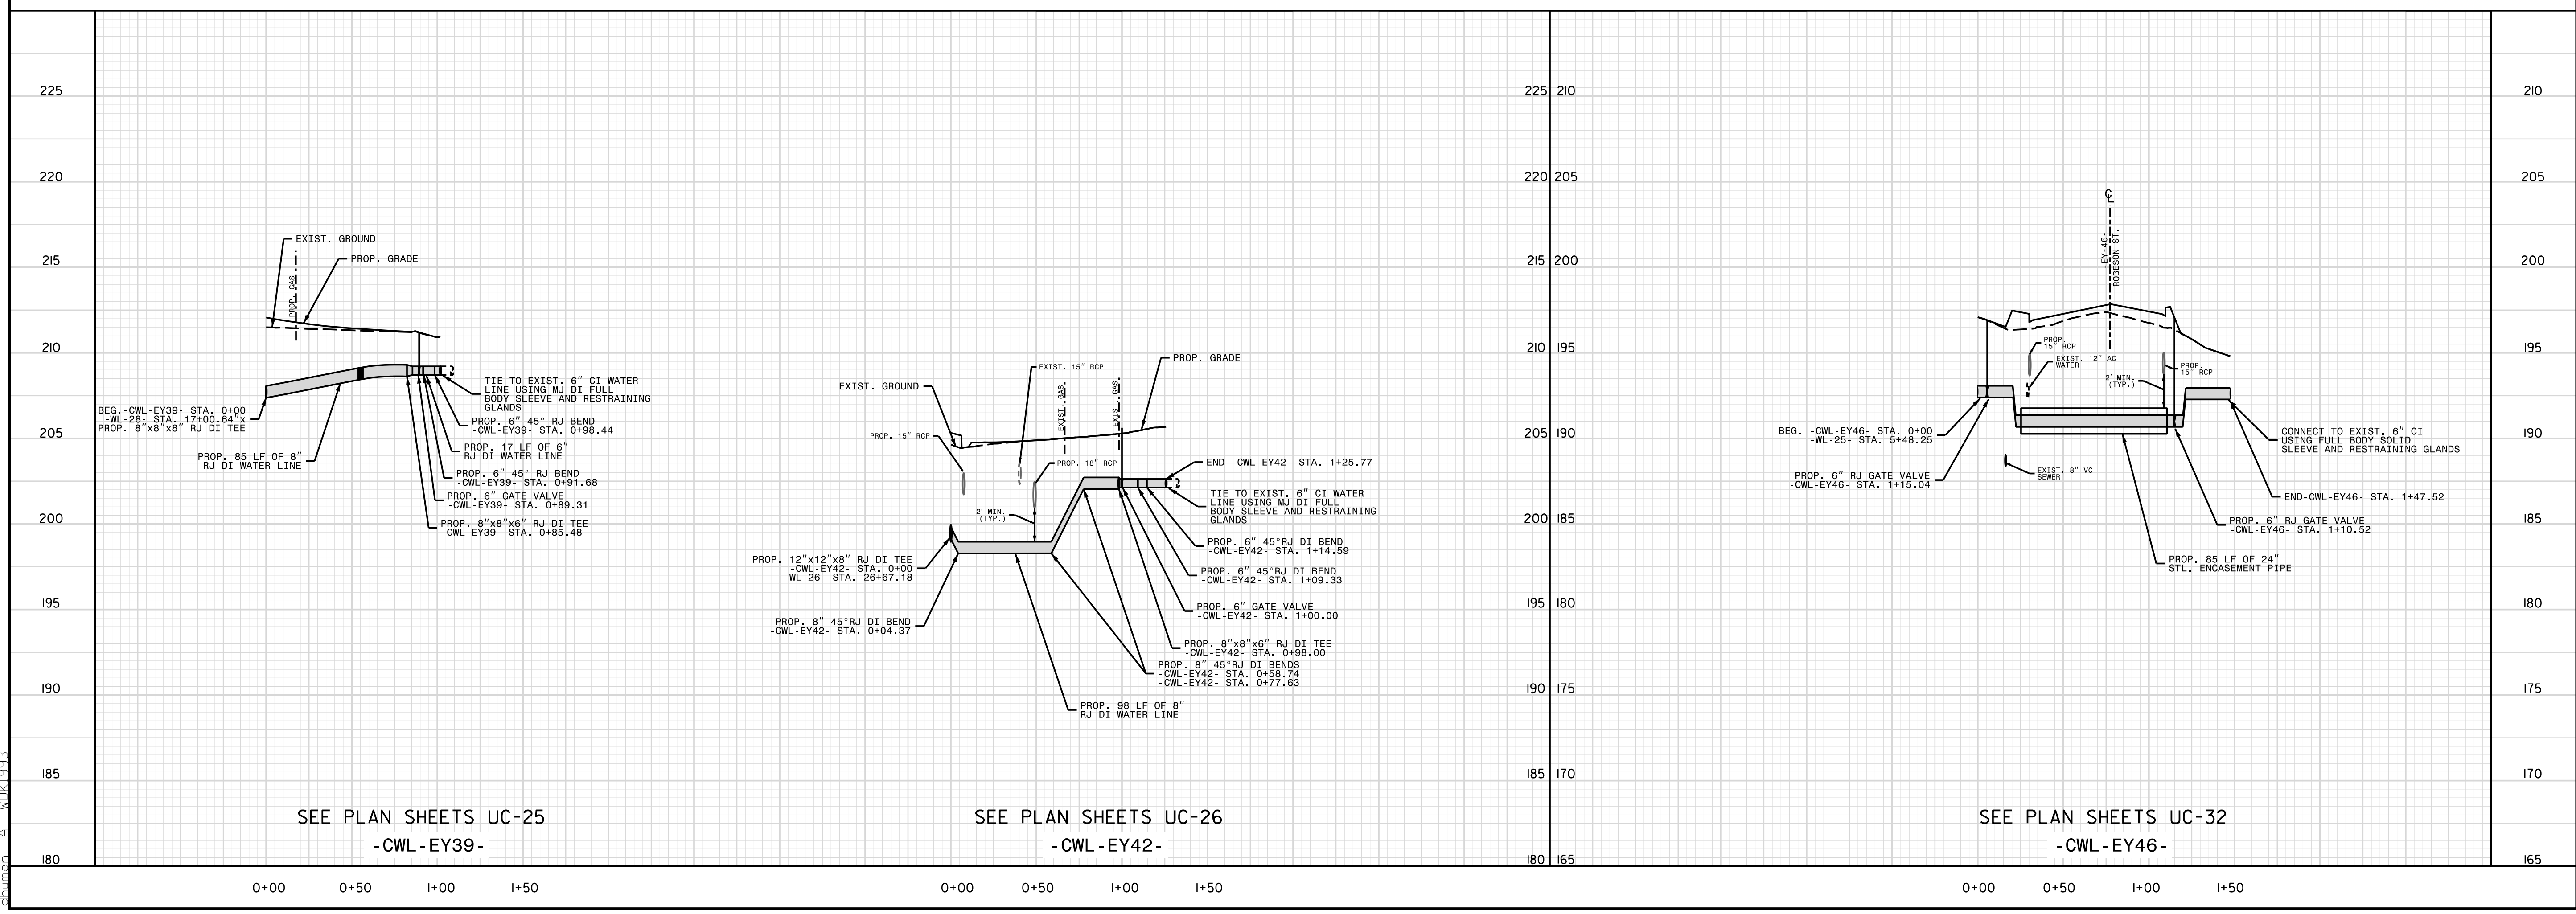 225
220
215
210
205
200
195
190
185
180
EXIST. GROUND
PROP. GAS
PROP. GRADE
BEG.-CWL-EY39- STA. 0+00
-WL-28- STA. 17+00.64"x
PROP. 8"x8"x8" RJ DI TEE
PROP. 85 LF OF 8"
RJ DI WATER LINE
TIE TO EXIST. 6" CI WATER
LINE USING MJ DI FULL
BODY SLEEVE AND RESTRAINING
GLANDS
PROP. 6" 45° RJ BEND
-CWL-EY39- STA. 0+98.44
PROP. 17 LF OF 6"
RJ DI WATER LINE
PROP. 6" 45° RJ BEND
-CWL-EY39- STA. 0+91.68
PROP. 6" GATE VALVE
-CWL-EY39- STA. 0+89.31
PROP. 8"x8"x6" RJ DI TEE
-CWL-EY39- STA. 0+85.48
SEE PLAN SHEETS UC-25
-CWL-EY39-
0+00 0+50 1+00 1+50
EXIST. GROUND
PROP. 15" RCP
EXIST. 15" RCP
EXIST. GAS
EXIST. GAS
PROP. GRADE
PROP. 18" RCP
2' MIN.
(TYP.)
PROP. 12"x12"x8" RJ DI TEE
-CWL-EY42- STA. 0+00
-WL-26- STA. 26+67.18
PROP. 8" 45°RJ DI BEND
-CWL-EY42- STA. 0+04.37
END -CWL-EY42- STA. 1+25.77
TIE TO EXIST. 6" CI WATER
LINE USING MJ DI FULL
BODY SLEEVE AND RESTRAINING
GLANDS
PROP. 6" 45°RJ DI BEND
-CWL-EY42- STA. 1+14.59
PROP. 6" 45°RJ DI BEND
-CWL-EY42- STA. 1+09.33
PROP. 6" GATE VALVE
-CWL-EY42- STA. 1+00.00
PROP. 8"x8"x6" RJ DI TEE
-CWL-EY42- STA. 0+98.00
PROP. 8" 45°RJ DI BENDS
-CWL-EY42- STA. 0+58.74
-CWL-EY42- STA. 0+77.63
PROP. 98 LF OF 8"
RJ DI WATER LINE
SEE PLAN SHEETS UC-26
-CWL-EY42-
0+00 0+50 1+00 1+50
225 210
220 205
215 200
210 195
205 190
200 185
195 180
190 175
185 170
180 165
℄
-EY-46-
ROBESON ST.
PROP.
15" RCP
EXIST. 12" AC
WATER
2' MIN.
(TYP.)
PROP.
15" RCP
BEG. -CWL-EY46- STA. 0+00
-WL-25- STA. 5+48.25
PROP. 6" RJ GATE VALVE
-CWL-EY46- STA. 1+15.04
EXIST. 8" VC
SEWER
CONNECT TO EXIST. 6" CI
USING FULL BODY SOLID
SLEEVE AND RESTRAINING GLANDS
END-CWL-EY46- STA. 1+47.52
PROP. 6" RJ GATE VALVE
-CWL-EY46- STA. 1+10.52
PROP. 85 LF OF 24"
STL. ENCASEMENT PIPE
SEE PLAN SHEETS UC-32
-CWL-EY46-
0+00 0+50 1+00 1+50
210
205
200
195
190
185
180
175
170
165